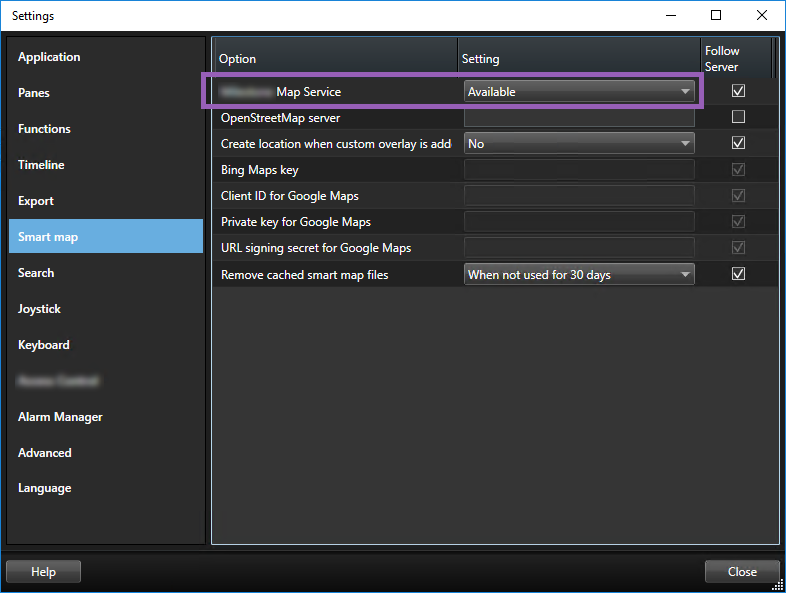 Settings
Application
Panes
Functions
Timeline
Export
Smart map
Search
Joystick
Keyboard
Alarm Manager
Advanced
Language
Option Setting Follow Server
Map Service Available
OpenStreetMap server
Create location when custom overlay is add No
Bing Maps key
Client ID for Google Maps
Private key for Google Maps
URL signing secret for Google Maps
Remove cached smart map files When not used for 30 days
Help Close